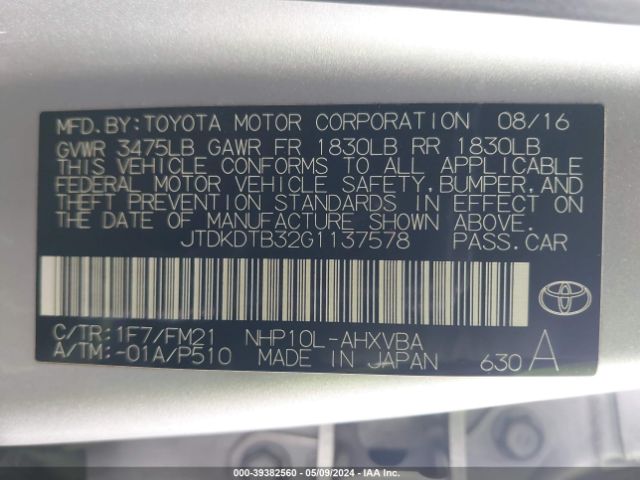 MFD.BY:TOYOTA MOTOR CORPORATION 08/16
GVWR 3475LB GAWR FR 1830LB RR 1830LB
THIS VEHICLE CONFORMS TO ALL APPLICABLE
FEDERAL MOTOR VEHICLE SAFETY,BUMPER,AND
THEFT PREVENTION STANDARDS IN EFFECT ON
THE DATE OF MANUFACTURE SHOWN ABOVE.
JTDKDTB32G1137578 PASS.CAR
C/TR:1F7/FM21 NHP10L-AHXVBA
A/TM:-01A/P510 MADE IN JAPAN 630 A
TOYOTA
000-39382560 - 05/09/2024 - IAA Inc.